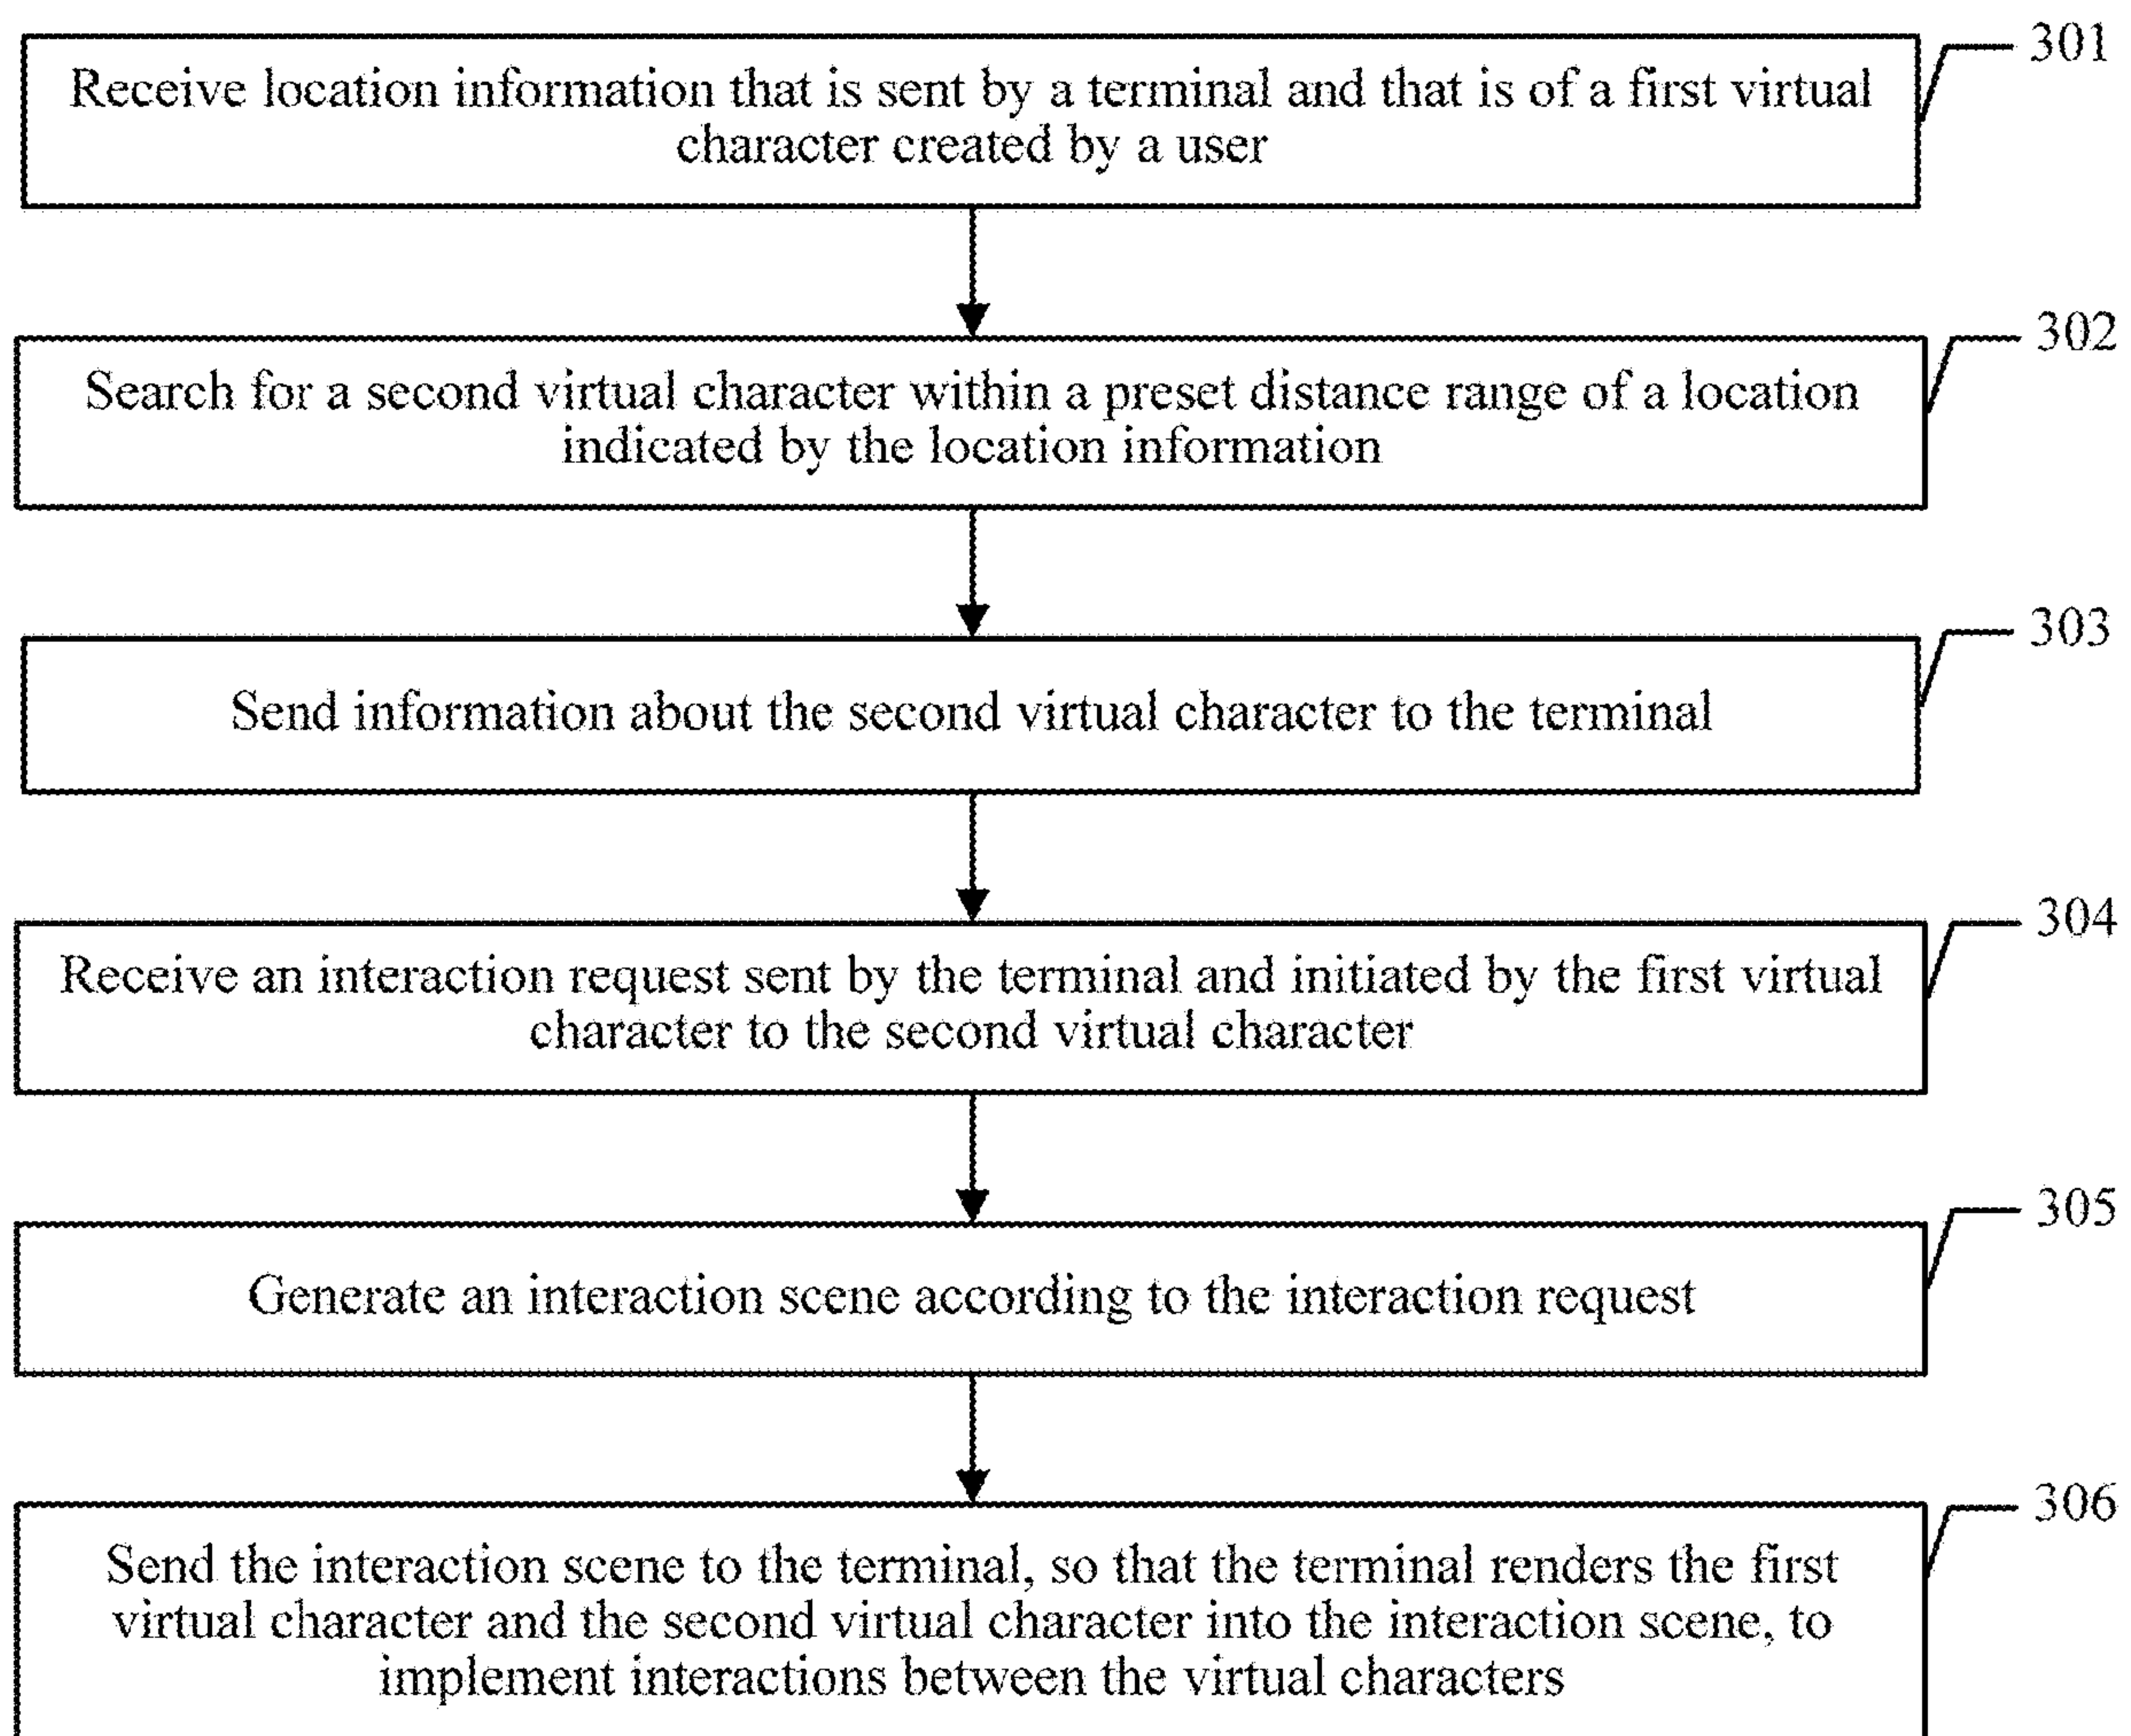 301
Receive location information that is sent by a terminal and that is of a first virtual
character created by a user
302
Search for a second virtual character within a preset distance range of a location
indicated by the location information
303
Send information about the second virtual character to the terminal
304
Receive an interaction request sent by the terminal and initiated by the first virtual
character to the second virtual character
305
Generate an interaction scene according to the interaction request
306
Send the interaction scene to the terminal, so that the terminal renders the first
virtual character and the second virtual character into the interaction scene, to
implement interactions between the virtual characters